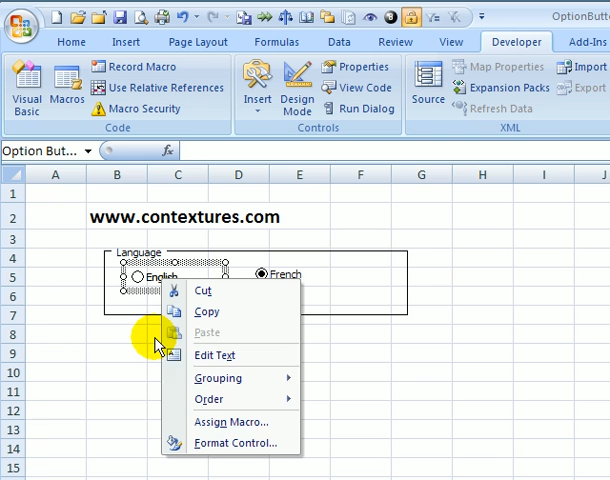 OptionButt
Home Insert Page Layout Formulas Data Review View Developer Add-Ins
Visual Basic
Macros
Record Macro
Use Relative References
Macro Security
Code
Insert
Design Mode
Properties
View Code
Run Dialog
Controls
Source
Map Properties
Expansion Packs
Refresh Data
Import
Export
XML
Option But... fx
A B C D E F G H I J
1
2 www.contextures.com
3
4 Language
5 English French
6
7
8
9
10
11
12
13
14
15
Cut
Copy
Paste
Edit Text
Grouping
Order
Assign Macro...
Format Control...